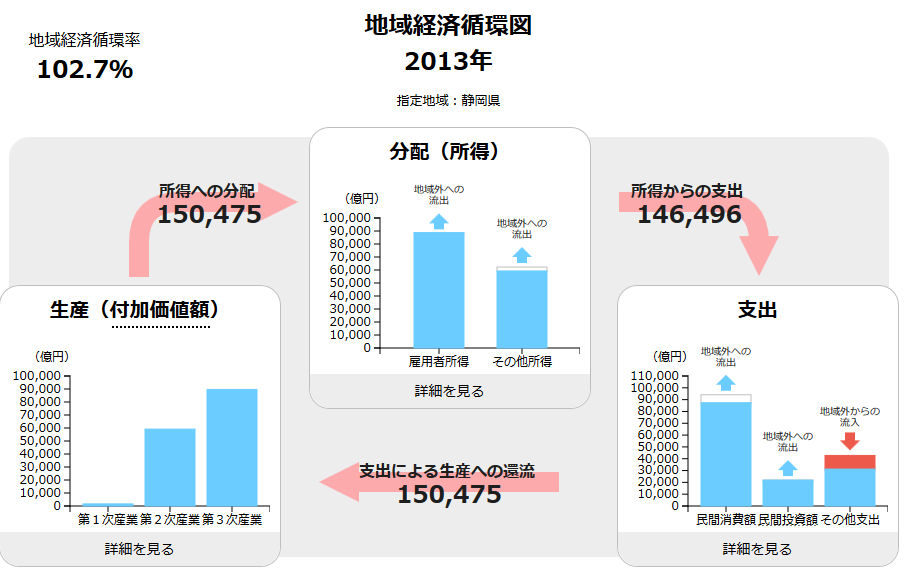 地域経済循環図
2013年
指定地域：静岡県
地域経済循環率
102.7%
所得への分配
150,475
分配（所得）
（億円）
100,000
90,000
80,000
70,000
60,000
50,000
40,000
30,000
20,000
10,000
0
地域外への
流出
地域外への
流出
雇用者所得
その他所得
詳細を見る
所得からの支出
146,496
生産（付加価値額）
（億円）
100,000
90,000
80,000
70,000
60,000
50,000
40,000
30,000
20,000
10,000
0
第１次産業
第２次産業
第３次産業
詳細を見る
支出による生産への還流
150,475
支出
（億円）
110,000
100,000
90,000
80,000
70,000
60,000
50,000
40,000
30,000
20,000
10,000
0
地域外への
流出
地域外への
流出
地域外からの
流入
民間消費額
民間投資額
その他支出
詳細を見る